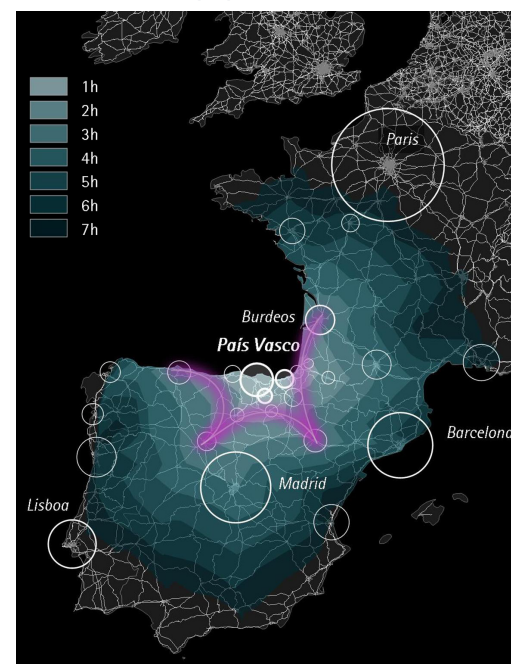 1h
2h
3h
4h
5h
6h
7h
Paris
Burdeos
País Vasco
Barcelona
Madrid
Lisboa